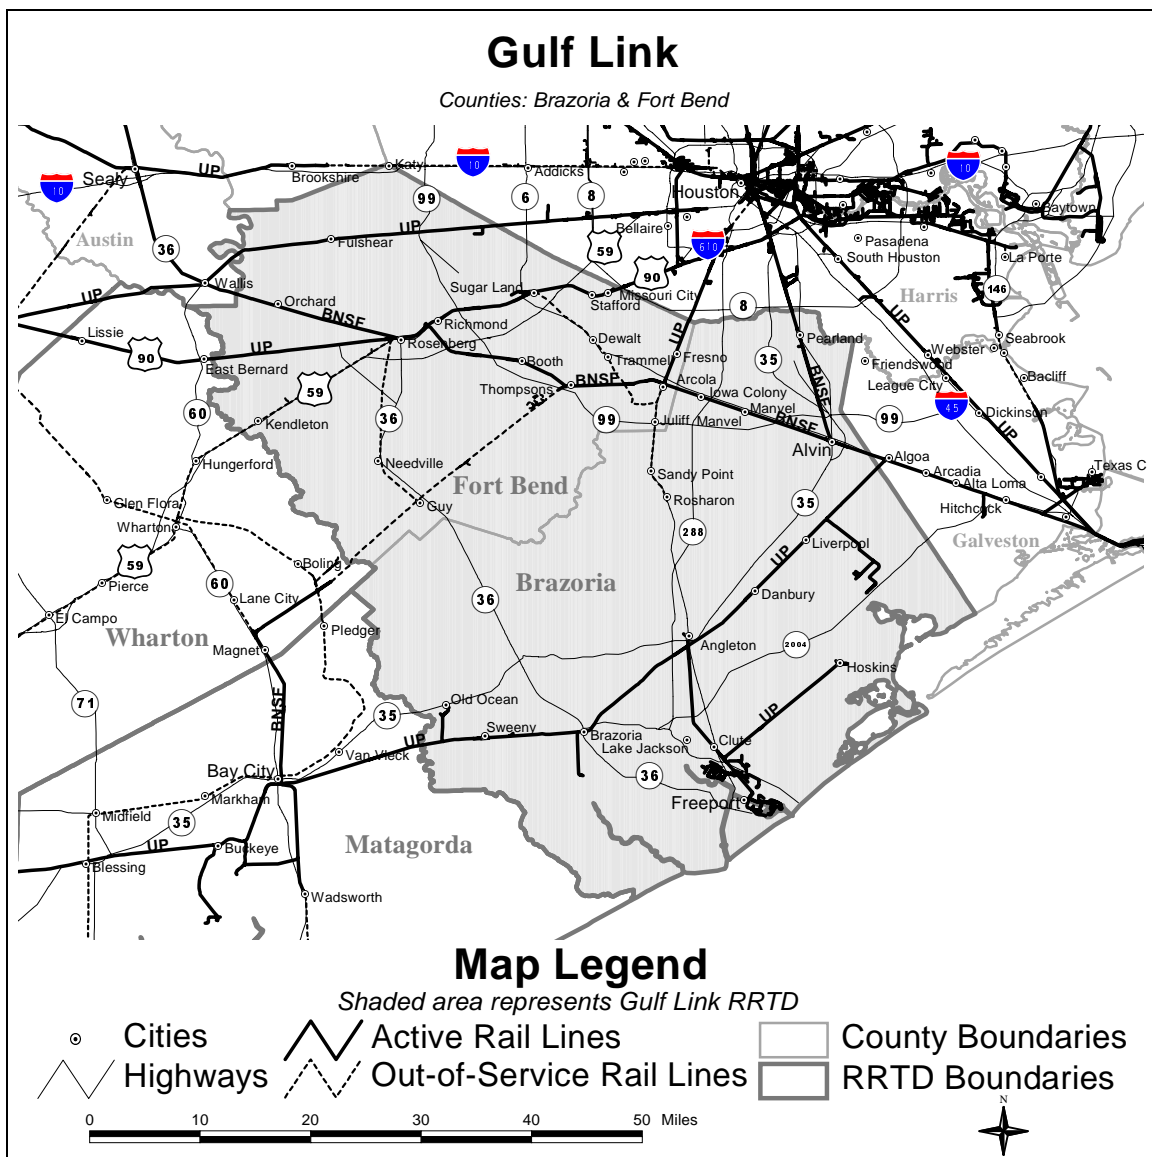 Gulf Link
Counties: Brazoria & Fort Bend
10
Sealy
UP
Brookshire
Katy
10
Addicks
Houston
10
Baytown
99
6
8
Austin
36
Fulshear
UP
Bellaire
59
610
Pasadena
La Porte
South Houston
90
Wallis
Sugar Land
Missouri City
Stafford
Harris
146
UP
Orchard
BNSF
Richmond
8
UP
UP
Lissie
90
UP
Rosenberg
Dewalt
Pearland
Seabrook
Webster
East Bernard
Booth
Trammell
Fresno
35
Friendswood
League City
Bacliff
59
Thompsons
BNSF
Arcola
Iowa Colony
BNSF
45
60
Kendleton
36
99
Juliff
Manvel
Manvel
BNSF
99
Dickinson
UP
Alvin
Hungerford
Needville
Algoa
Texas C
Sandy Point
Arcadia
Alta Loma
Fort Bend
Glen Flora
Guy
Rosharon
35
Hitchcock
Wharton
288
Liverpool
Galveston
59
Boling
UP
Pierce
60
Brazoria
Danbury
Lane City
36
El Campo
Wharton
Pledger
Angleton
2004
Magnet
Hoskins
71
BNSF
Old Ocean
35
UP
Sweeny
Brazoria
Clute
UP
Van Vleck
Lake Jackson
Bay City
36
Markham
Freeport
Midfield
35
UP
Buckeye
Matagorda
Blessing
Wadsworth
Map Legend
Shaded area represents Gulf Link RRTD
Cities
Active Rail Lines
County Boundaries
Highways
Out-of-Service Rail Lines
RRTD Boundaries
N
0 10 20 30 40 50 Miles